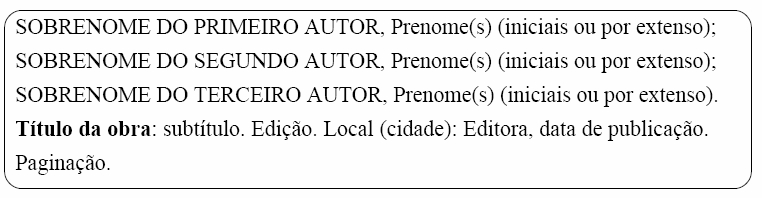 SOBRENOME DO PRIMEIRO AUTOR, Prenome(s) (iniciais ou por extenso);
SOBRENOME DO SEGUNDO AUTOR, Prenome(s) (iniciais ou por extenso);
SOBRENOME DO TERCEIRO AUTOR, Prenome(s) (iniciais ou por extenso).
Título da obra: subtítulo. Edição. Local (cidade): Editora, data de publicação.
Paginação.